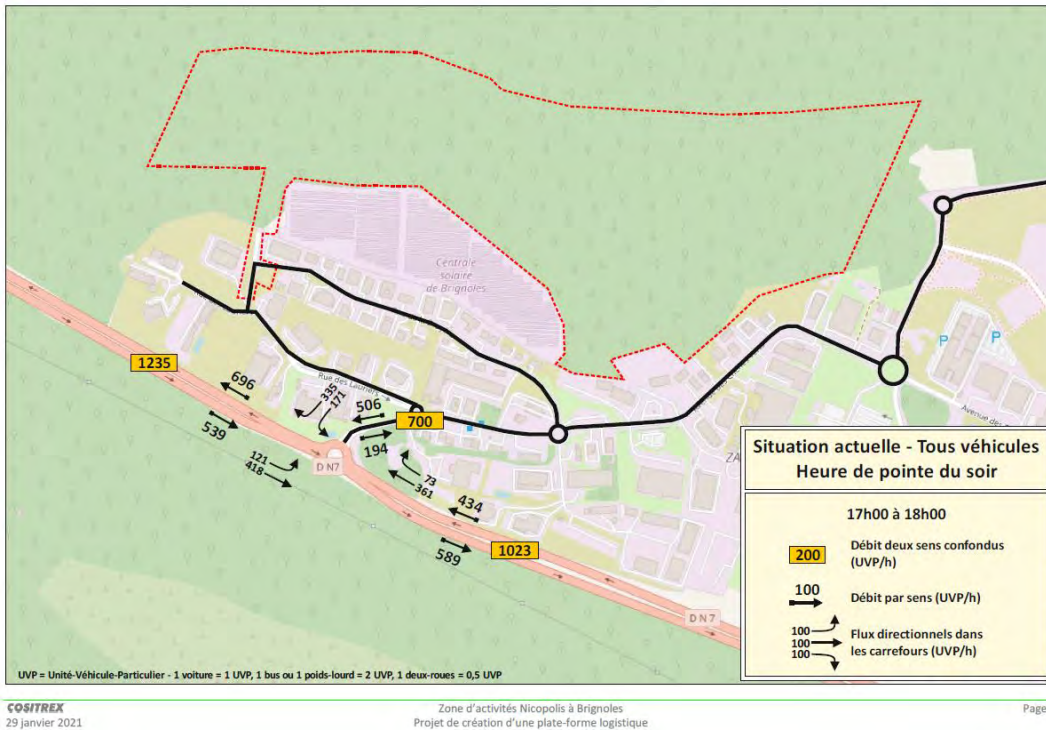 Centrale
solaire
de Brignoles
1235
696
539
Rue des Lauriers
335
171
506
700
194
121
418
D N7
73
361
434
589
1023
D N 7
P
P
Situation actuelle - Tous véhicules
Heure de pointe du soir
17h00 à 18h00
200
Débit deux sens confondus
(UVP/h)
100
Débit par sens (UVP/h)
100
100
100
Flux directionnels dans
les carrefours (UVP/h)
UVP = Unité-Véhicule-Particulier - 1 voiture = 1 UVP, 1 bus ou 1 poids-lourd = 2 UVP, 1 deux-roues = 0,5 UVP
COSITREX
29 janvier 2021
Zone d'activités Nicopolis à Brignoles
Projet de création d'une plate-forme logistique
Page